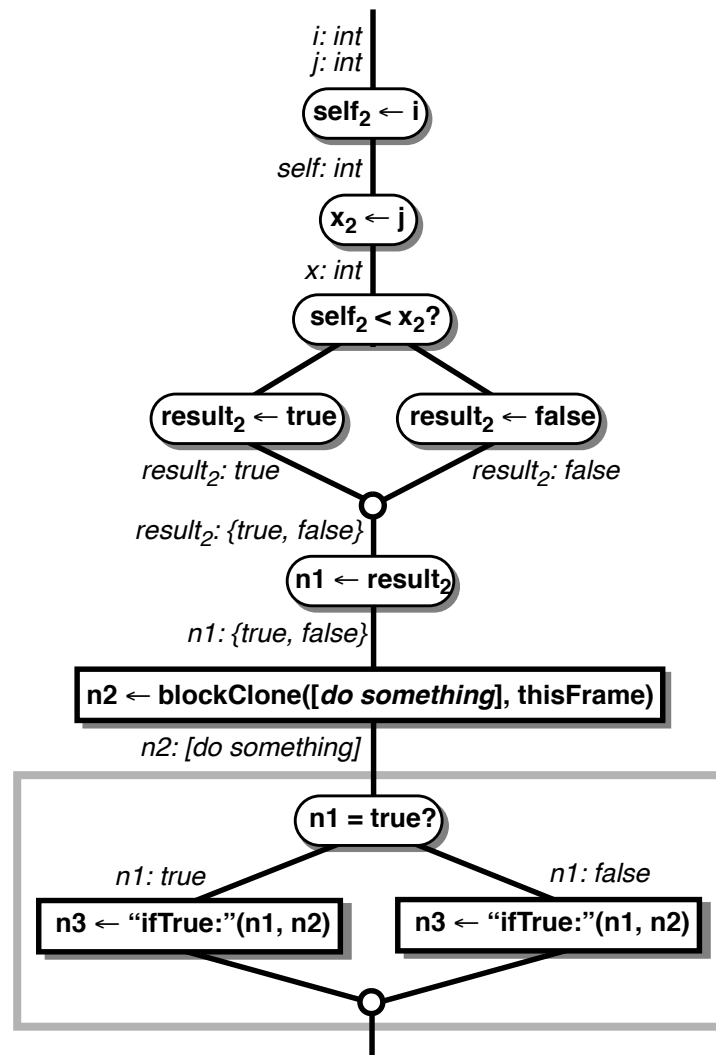 i: int
j: int
self₂ ← i
self: int
x₂ ← j
x: int
self₂ < x₂?
result₂ ← true
result₂ ← false
result₂: true
result₂: false
result₂: {true, false}
n1 ← result₂
n1: {true, false}
n2 ← blockClone([do something], thisFrame)
n2: [do something]
n1 = true?
n1: true
n1: false
n3 ← “ifTrue:”(n1, n2)
n3 ← “ifTrue:”(n1, n2)